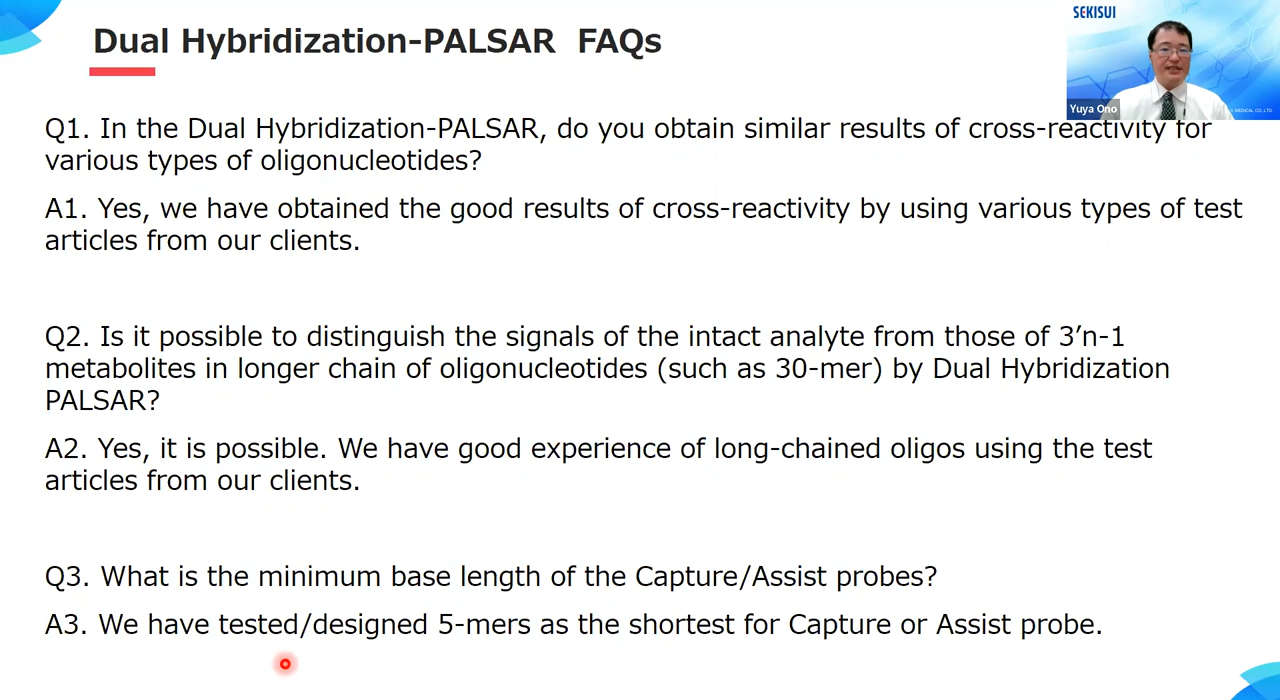 Dual Hybridization-PALSAR FAQs
SEKISUI
Yuya Ono
MEDICAL CO.,LTD.
Q1. In the Dual Hybridization-PALSAR, do you obtain similar results of cross-reactivity for
various types of oligonucleotides?
A1. Yes, we have obtained the good results of cross-reactivity by using various types of test
articles from our clients.
Q2. Is it possible to distinguish the signals of the intact analyte from those of 3’n-1
metabolites in longer chain of oligonucleotides (such as 30-mer) by Dual Hybridization
PALSAR?
A2. Yes, it is possible. We have good experience of long-chained oligos using the test
articles from our clients.
Q3. What is the minimum base length of the Capture/Assist probes?
A3. We have tested/designed 5-mers as the shortest for Capture or Assist probe.